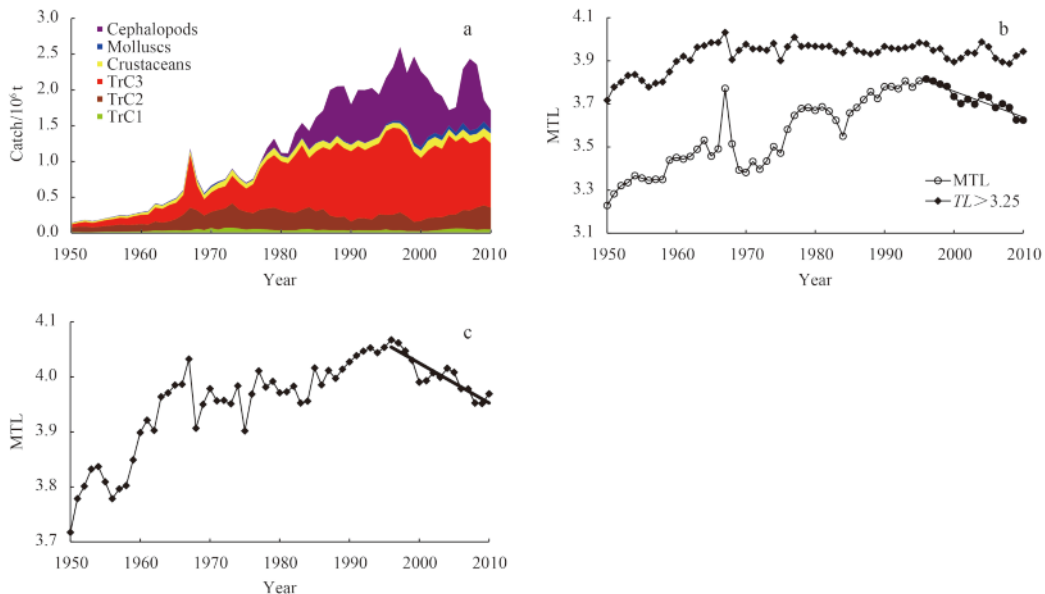 a
Catch/10⁶ t
3.0
2.5
2.0
1.5
1.0
0.5
0.0
Cephalopods
Molluscs
Crustaceans
TrC3
TrC2
TrC1
1950 1960 1970 1980 1990 2000 2010
Year
b
MTL
4.1
3.9
3.7
3.5
3.3
3.1
MTL
TL＞3.25
1950 1960 1970 1980 1990 2000 2010
Year
c
MTL
4.1
4.0
3.9
3.8
3.7
1950 1960 1970 1980 1990 2000 2010
Year